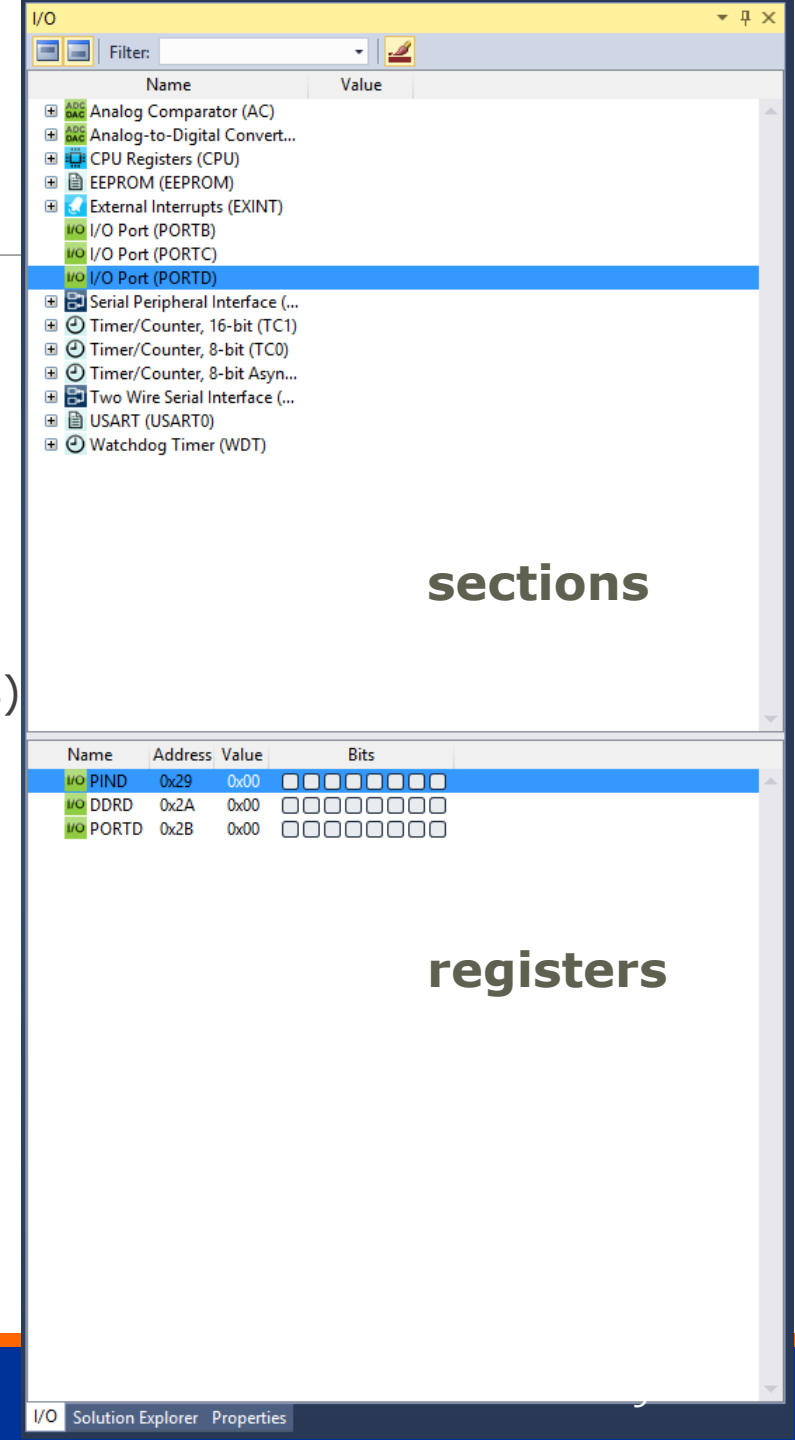 I/O
Filter:
Name Value
Analog Comparator (AC)
Analog-to-Digital Convert...
CPU Registers (CPU)
EEPROM (EEPROM)
External Interrupts (EXINT)
I/O I/O Port (PORTB)
I/O I/O Port (PORTC)
I/O I/O Port (PORTD)
Serial Peripheral Interface (...
Timer/Counter, 16-bit (TC1)
Timer/Counter, 8-bit (TC0)
Timer/Counter, 8-bit Asyn...
Two Wire Serial Interface (...
USART (USART0)
Watchdog Timer (WDT)
sections
)
Name Address Value Bits
I/O PIND 0x29 0x00
I/O DDRD 0x2A 0x00
I/O PORTD 0x2B 0x00
registers
I/O Solution Explorer Properties